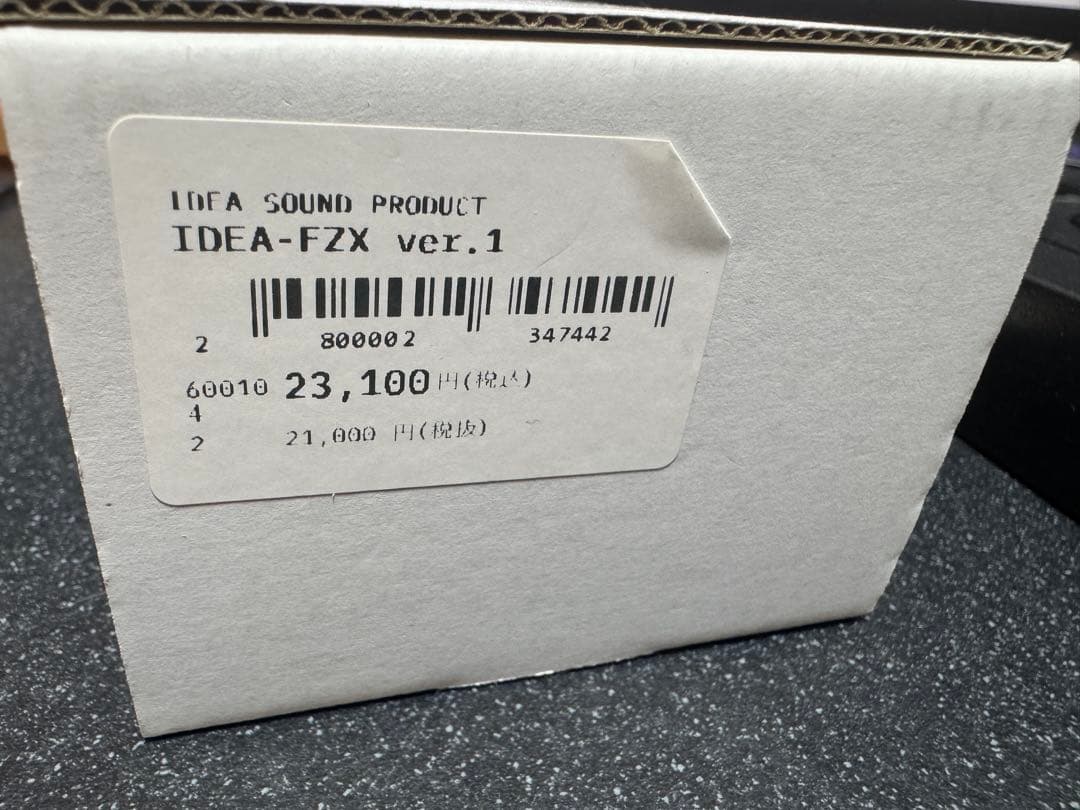 IDEA SOUND PRODUCT
IDEA-FZX ver.1
2 800002 347442
60010 23,100円(税込)
4
2 21,000 円(税抜)